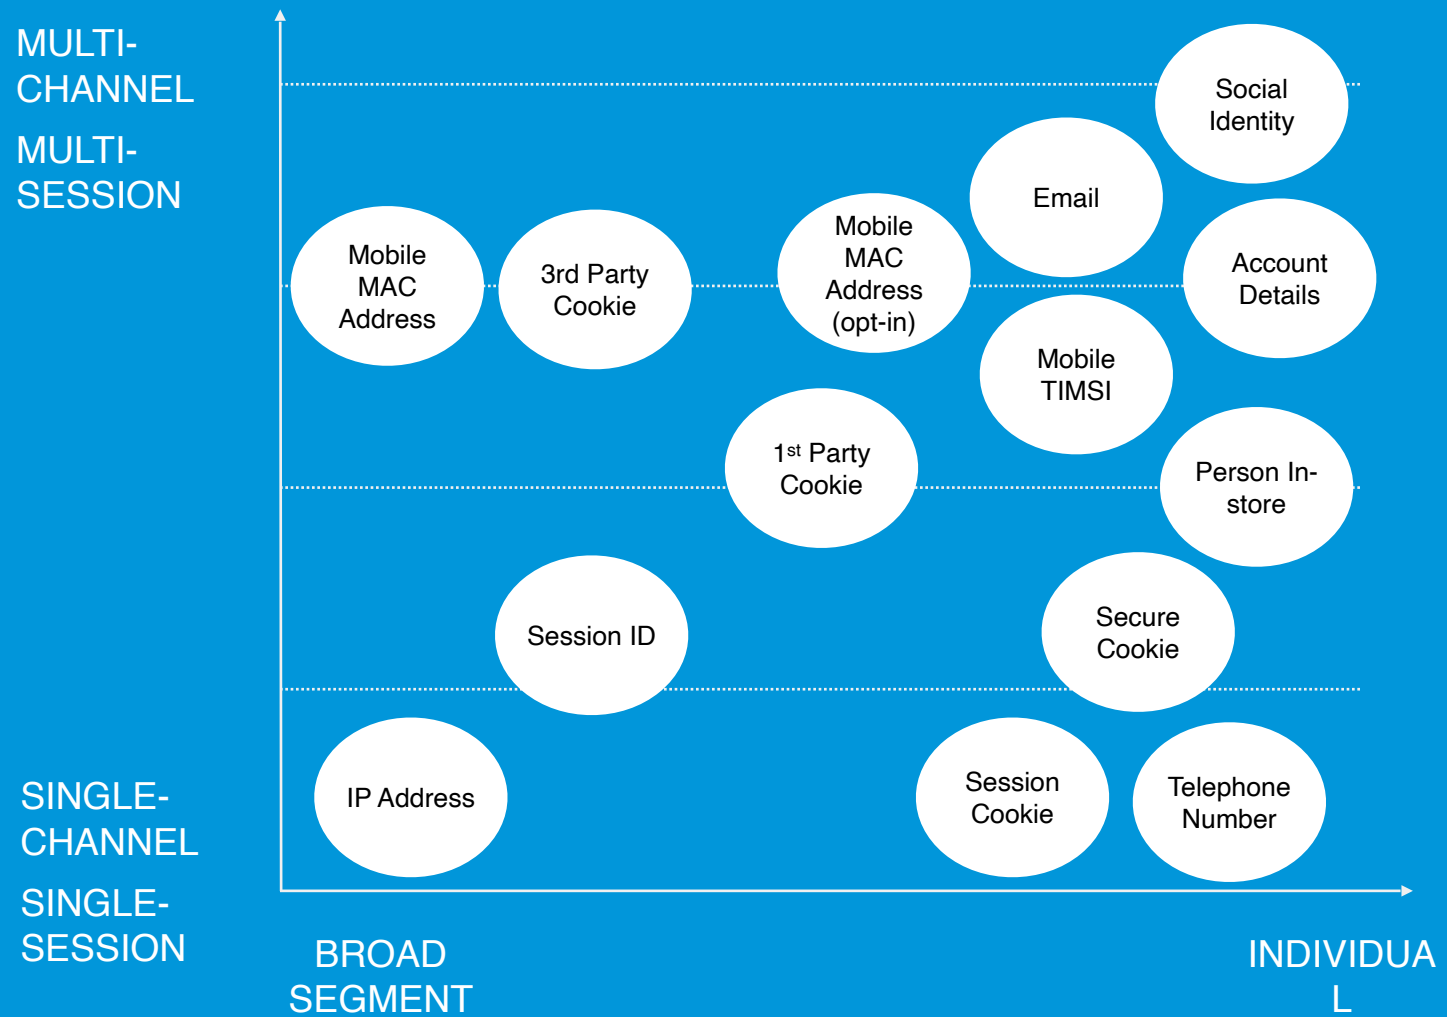 MULTI-
CHANNEL
MULTI-
SESSION
Social
Identity
Email
Mobile
MAC
Address
3rd Party
Cookie
Mobile
MAC
Address
(opt-in)
Account
Details
Mobile
TIMSI
1st Party
Cookie
Person In-
store
Session ID
Secure
Cookie
IP Address
Session
Cookie
Telephone
Number
SINGLE-
CHANNEL
SINGLE-
SESSION
BROAD
SEGMENT
INDIVIDUA
L